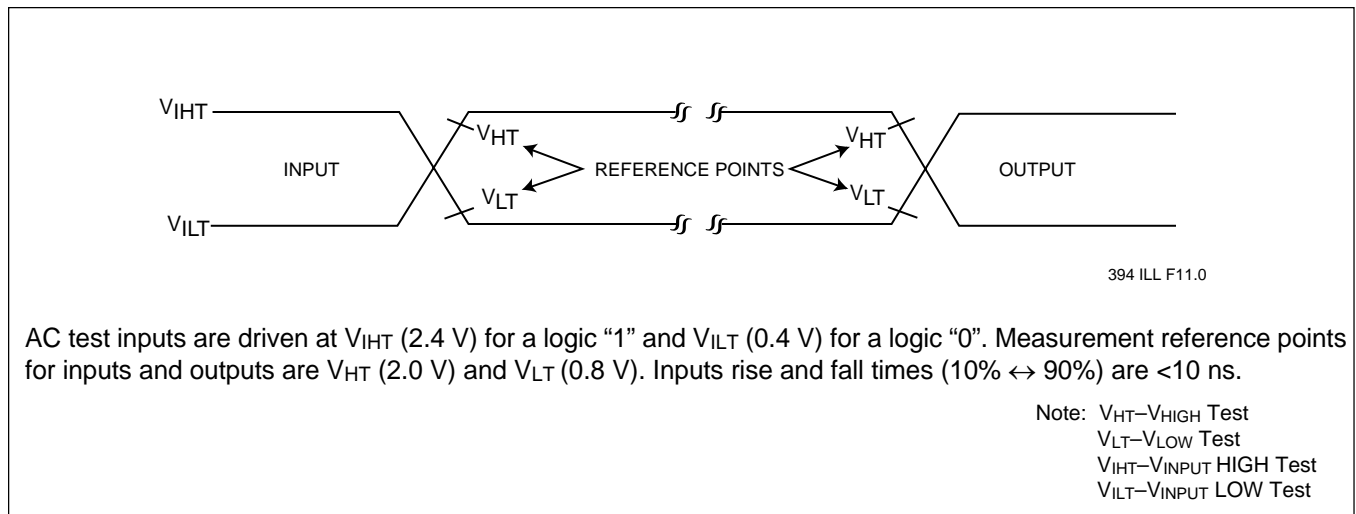 VIHT
VHT
VHT
INPUT
REFERENCE POINTS
OUTPUT
VLT
VLT
VILT
394 ILL F11.0
AC test inputs are driven at VIHT (2.4 V) for a logic “1” and VILT (0.4 V) for a logic “0”. Measurement reference points
for inputs and outputs are VHT (2.0 V) and VLT (0.8 V). Inputs rise and fall times (10% ↔ 90%) are <10 ns.
Note: VHT–VHIGH Test
VLT–VLOW Test
VIHT–VINPUT HIGH Test
VILT–VINPUT LOW Test